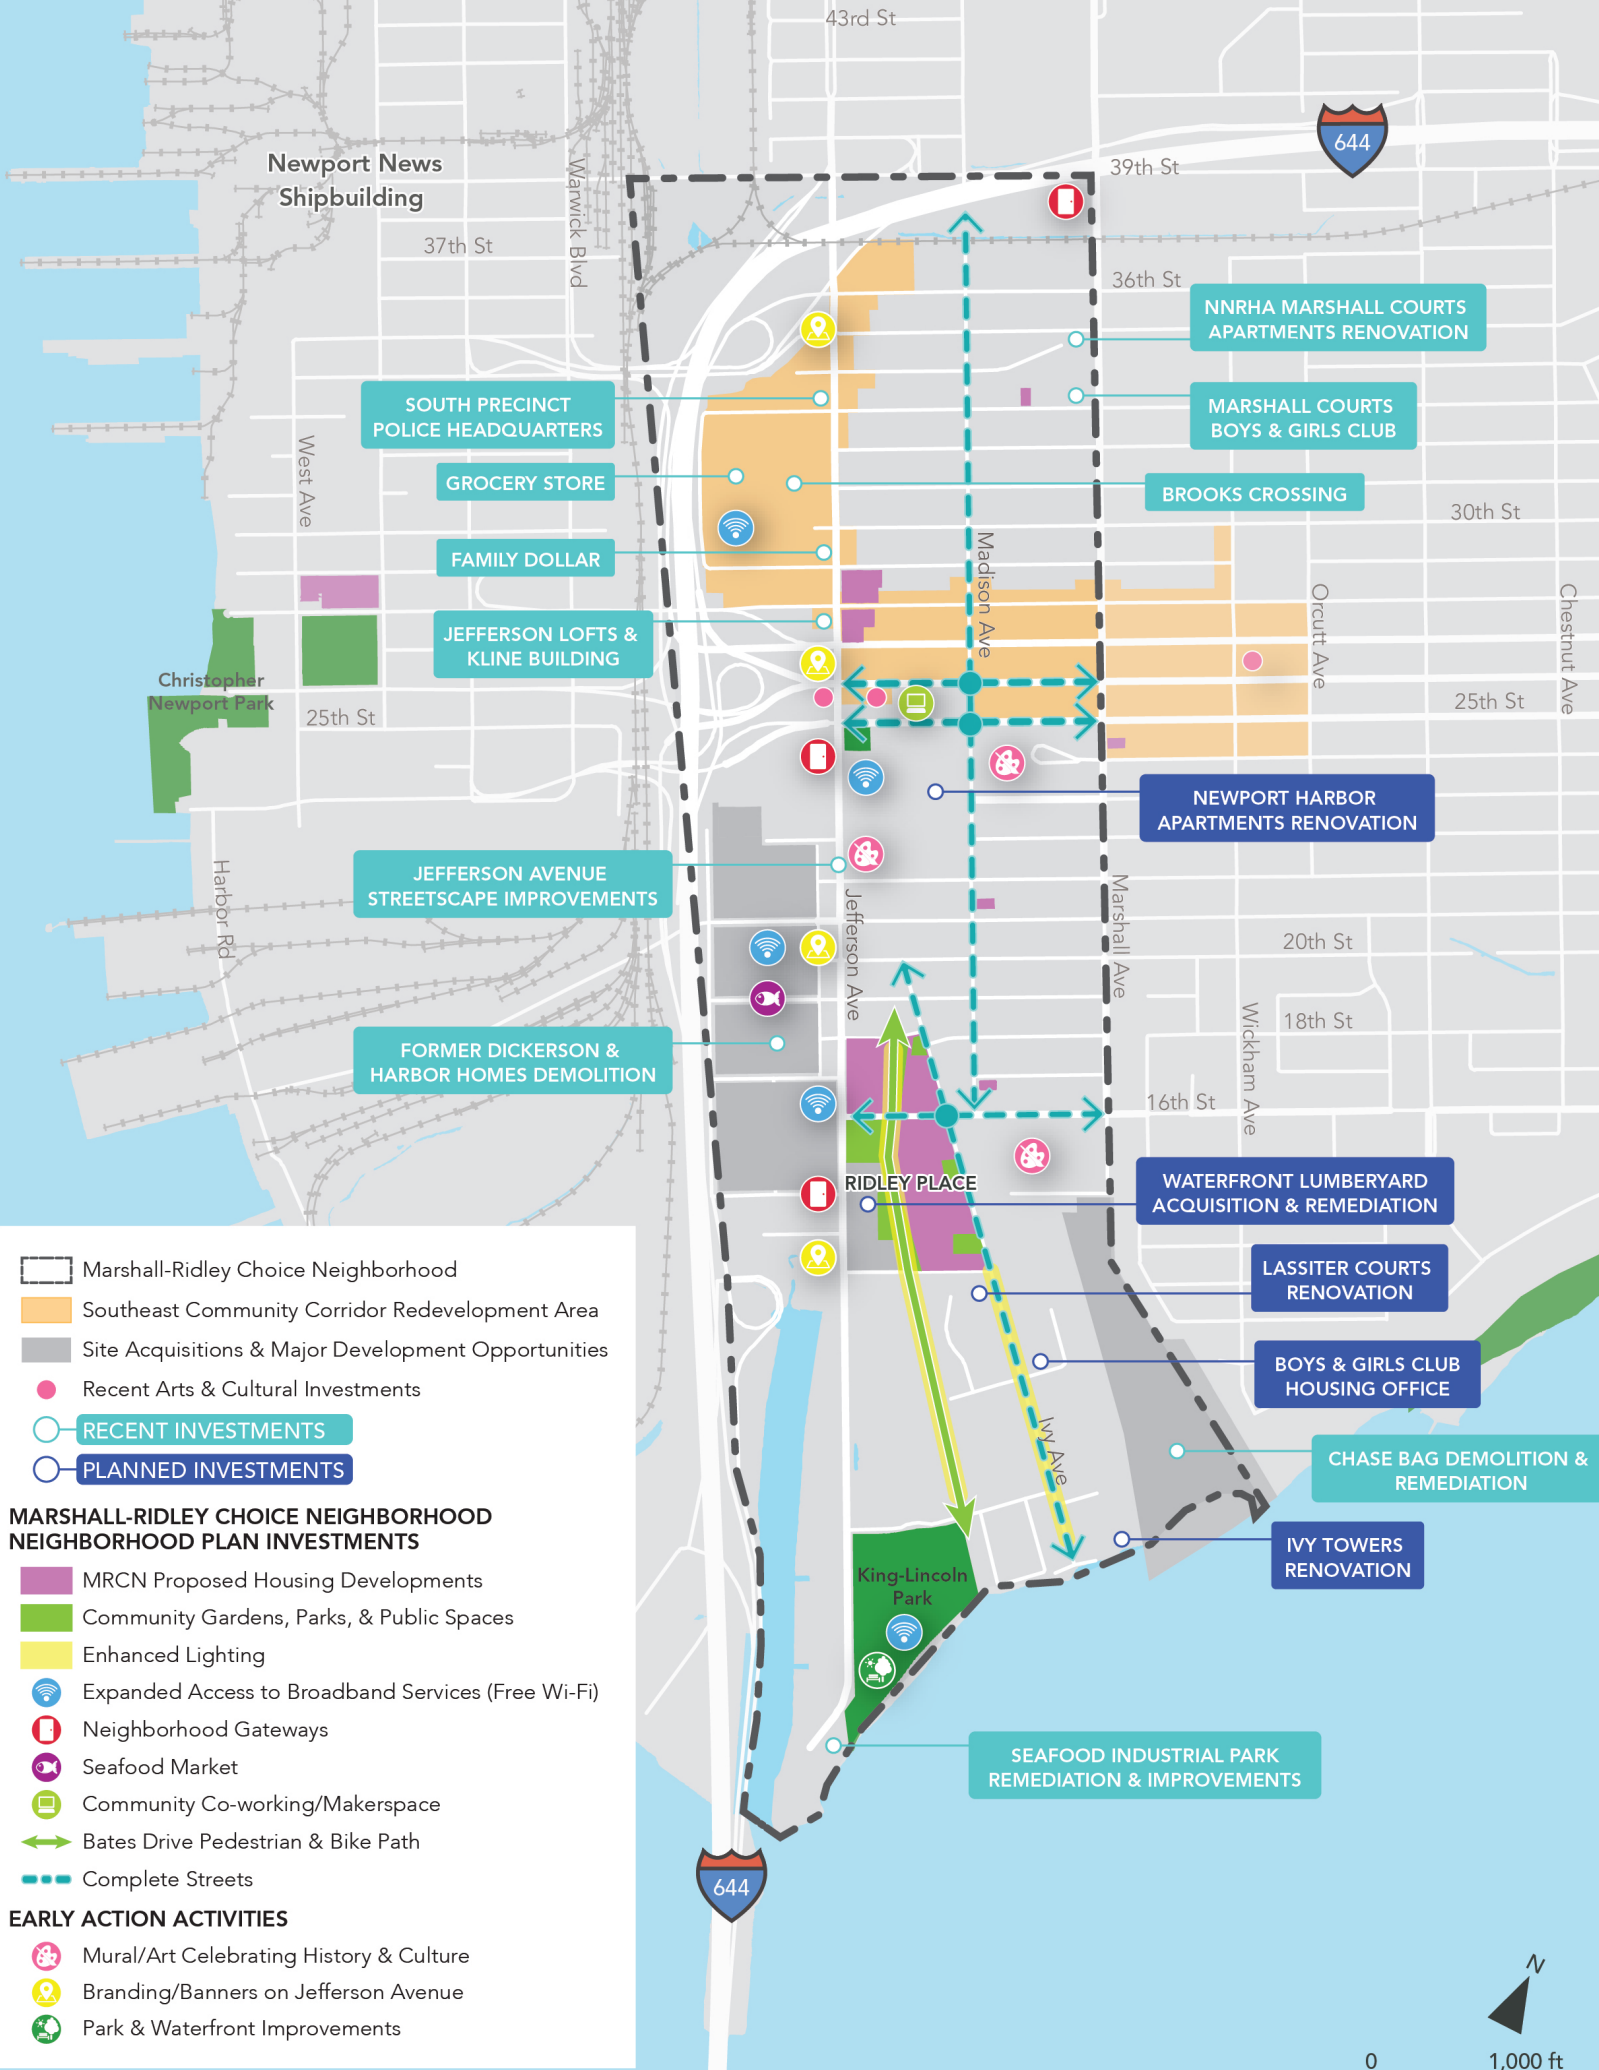 43rd St
644
39th St
Newport News
Shipbuilding
Warwick Blvd
37th St
36th St
NNRHA MARSHALL COURTS
APARTMENTS RENOVATION
SOUTH PRECINCT
POLICE HEADQUARTERS
MARSHALL COURTS
BOYS & GIRLS CLUB
West Ave
GROCERY STORE
BROOKS CROSSING
30th St
FAMILY DOLLAR
Madison Ave
Orcutt Ave
Chestnut Ave
JEFFERSON LOFTS &
KLINE BUILDING
Christopher
Newport Park
25th St
25th St
NEWPORT HARBOR
APARTMENTS RENOVATION
JEFFERSON AVENUE
STREETSCAPE IMPROVEMENTS
Harbor Rd
Jefferson Ave
Marshall Ave
20th St
18th St
Wickham Ave
FORMER DICKERSON &
HARBOR HOMES DEMOLITION
16th St
RIDLEY PLACE
WATERFRONT LUMBERYARD
ACQUISITION & REMEDIATION
LASSITER COURTS
RENOVATION
BOYS & GIRLS CLUB
HOUSING OFFICE
Ivy Ave
CHASE BAG DEMOLITION &
REMEDIATION
IVY TOWERS
RENOVATION
King-Lincoln
Park
SEAFOOD INDUSTRIAL PARK
REMEDIATION & IMPROVEMENTS
644
Marshall-Ridley Choice Neighborhood
Southeast Community Corridor Redevelopment Area
Site Acquisitions & Major Development Opportunities
Recent Arts & Cultural Investments
RECENT INVESTMENTS
PLANNED INVESTMENTS
MARSHALL-RIDLEY CHOICE NEIGHBORHOOD
NEIGHBORHOOD PLAN INVESTMENTS
MRCN Proposed Housing Developments
Community Gardens, Parks, & Public Spaces
Enhanced Lighting
Expanded Access to Broadband Services (Free Wi-Fi)
Neighborhood Gateways
Seafood Market
Community Co-working/Makerspace
Bates Drive Pedestrian & Bike Path
Complete Streets
EARLY ACTION ACTIVITIES
Mural/Art Celebrating History & Culture
Branding/Banners on Jefferson Avenue
Park & Waterfront Improvements
N
0 1,000 ft